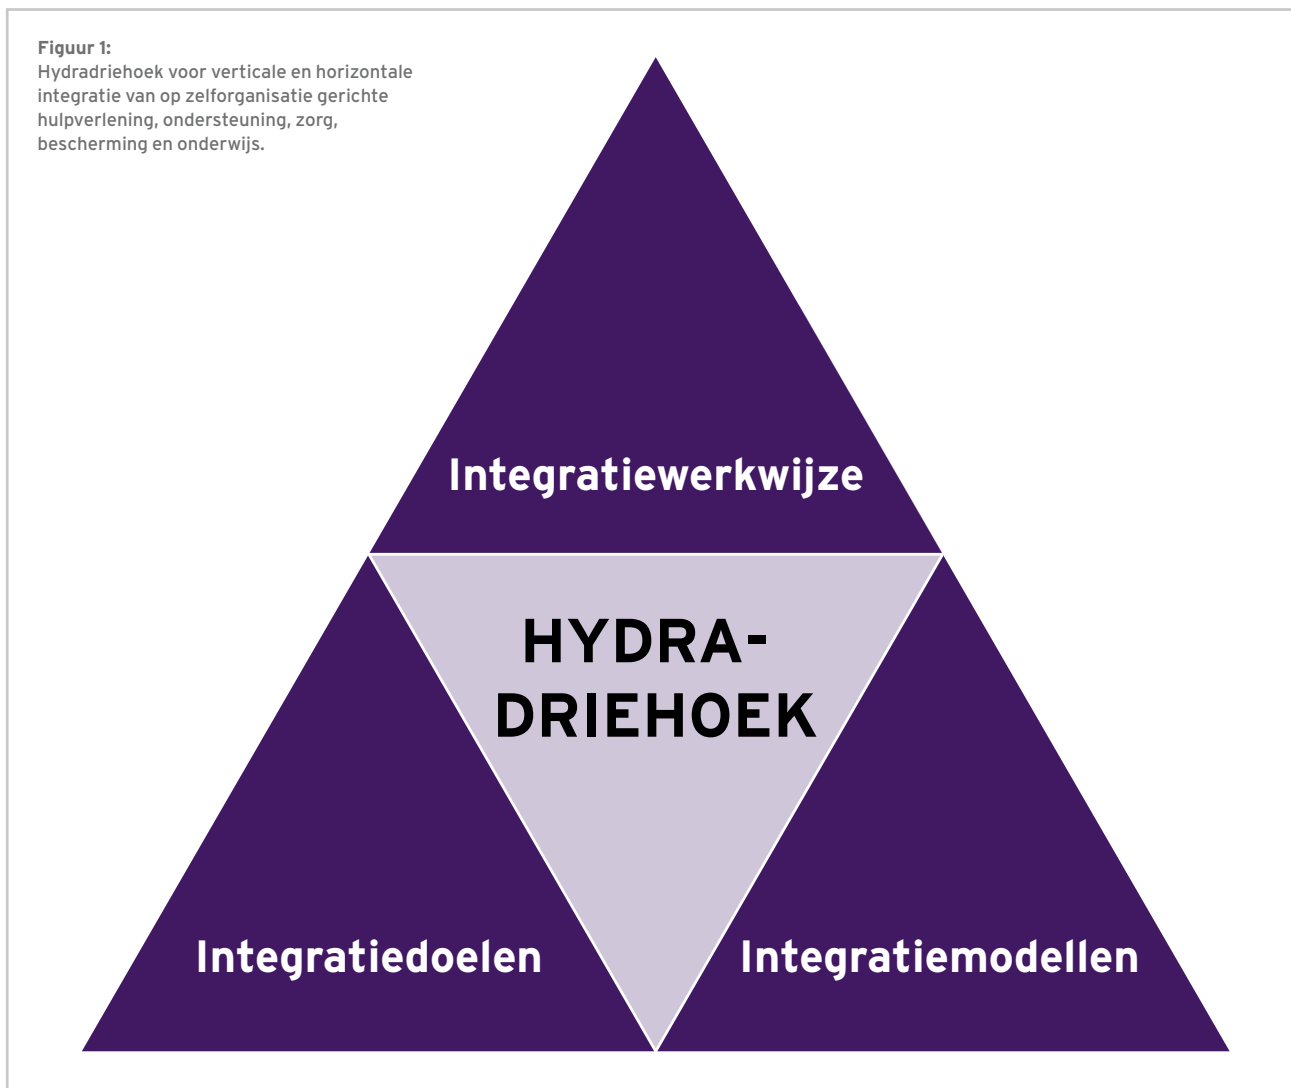 Figuur 1:
Hydradriehoek voor verticale en horizontale
integratie van op zelforganisatie gerichte
hulpverlening, ondersteuning, zorg,
bescherming en onderwijs.
Integratiewerkwijze
HYDRA-
DRIEHOEK
Integratiedoelen
Integratiemodellen